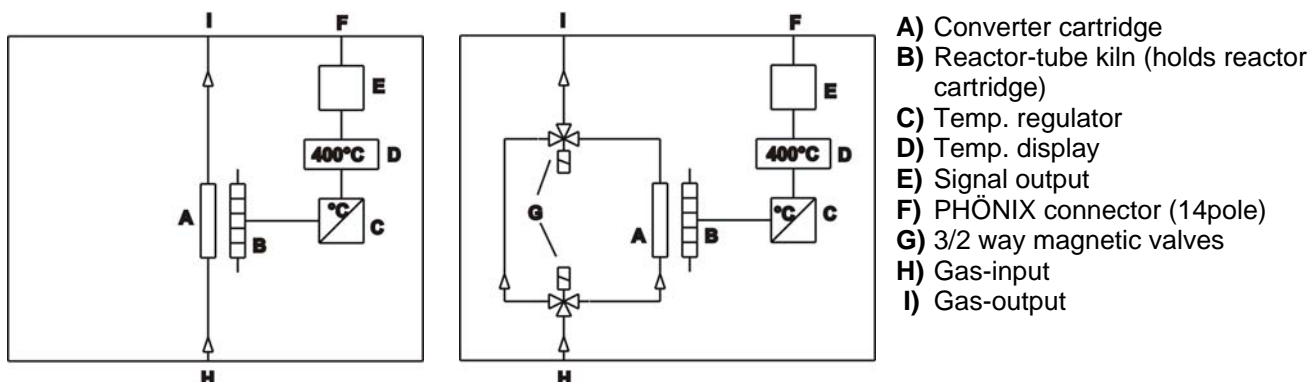 I
F
E
400°C
D
A
°C
C
B
H
I
F
E
400°C
D
G
A
°C
C
B
H
A) Converter cartridge
B) Reactor-tube kiln (holds reactor
cartridge)
C) Temp. regulator
D) Temp. display
E) Signal output
F) PHÖNIX connector (14pole)
G) 3/2 way magnetic valves
H) Gas-input
I) Gas-output